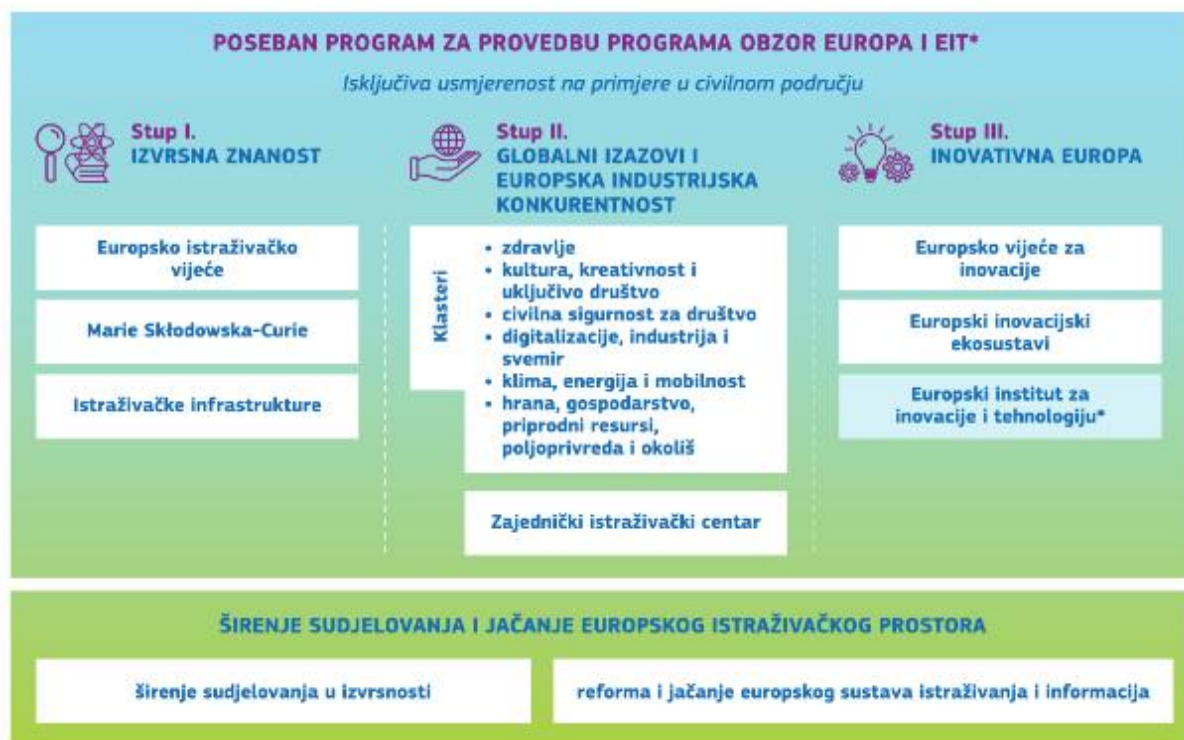 POSEBAN PROGRAM ZA PROVEDBU PROGRAMA OBZOR EUROPA I EIT*
Isključiva usmjerenost na primjere u civilnom području
Stup I.
IZVRSNA ZNANOST
Europsko istraživačko
vijeće
Marie Skłodowska-Curie
Istraživačke infrastrukture
Stup II.
GLOBALNI IZAZOVI I
EUROPSKA INDUSTRIJSKA
KONKURENTNOST
Klasteri
• zdravlje
• kultura, kreativnost i
uključivo društvo
• civilna sigurnost za društvo
• digitalizacije, industrija i
svemir
• klima, energija i mobilnost
• hrana, gospodarstvo,
priprodni resursi,
poljoprivreda i okoliš
Zajednički istraživački centar
Stup III.
INOVATIVNA EUROPA
Europsko vijeće za
inovacije
Europski inovacijski
ekosustavi
Europski institut za
inovacije i tehnologiju*
ŠIRENJE SUDJELOVANJA I JAČANJE EUROPSKOG ISTRAŽIVAČKOG PROSTORA
širenje sudjelovanja u izvrsnosti
reforma i jačanje europskog sustava istraživanja i informacija